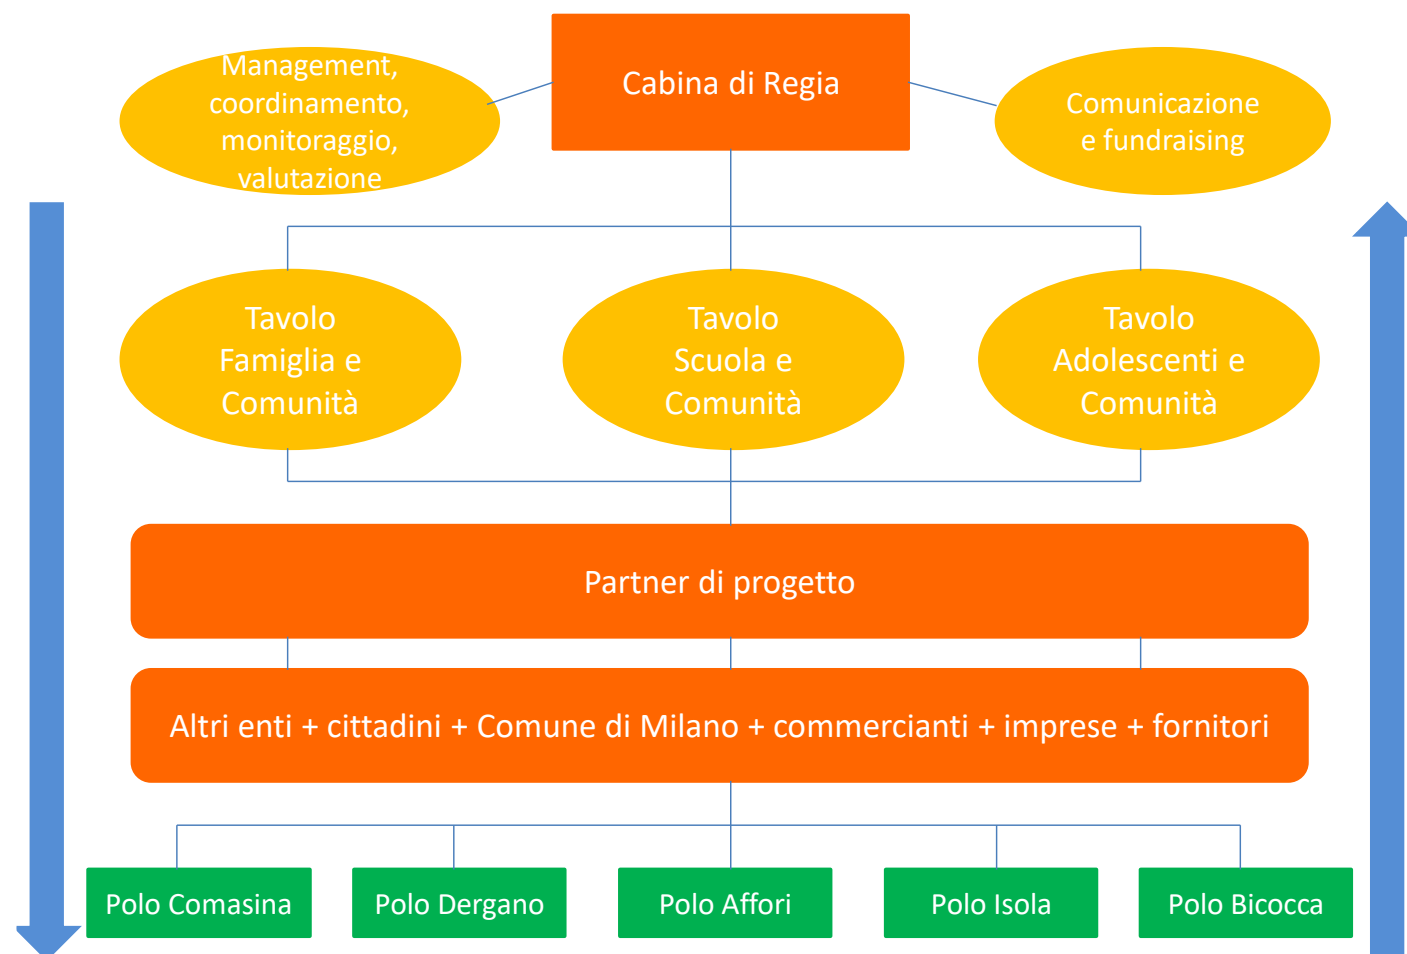 Management,
coordinamento,
monitoraggio,
valutazione
Cabina di Regia
Comunicazione
e fundraising
Tavolo
Famiglia e
Comunità
Tavolo
Scuola e
Comunità
Tavolo
Adolescenti e
Comunità
Partner di progetto
Altri enti + cittadini + Comune di Milano + commercianti + imprese + fornitori
Polo Comasina
Polo Dergano
Polo Affori
Polo Isola
Polo Bicocca